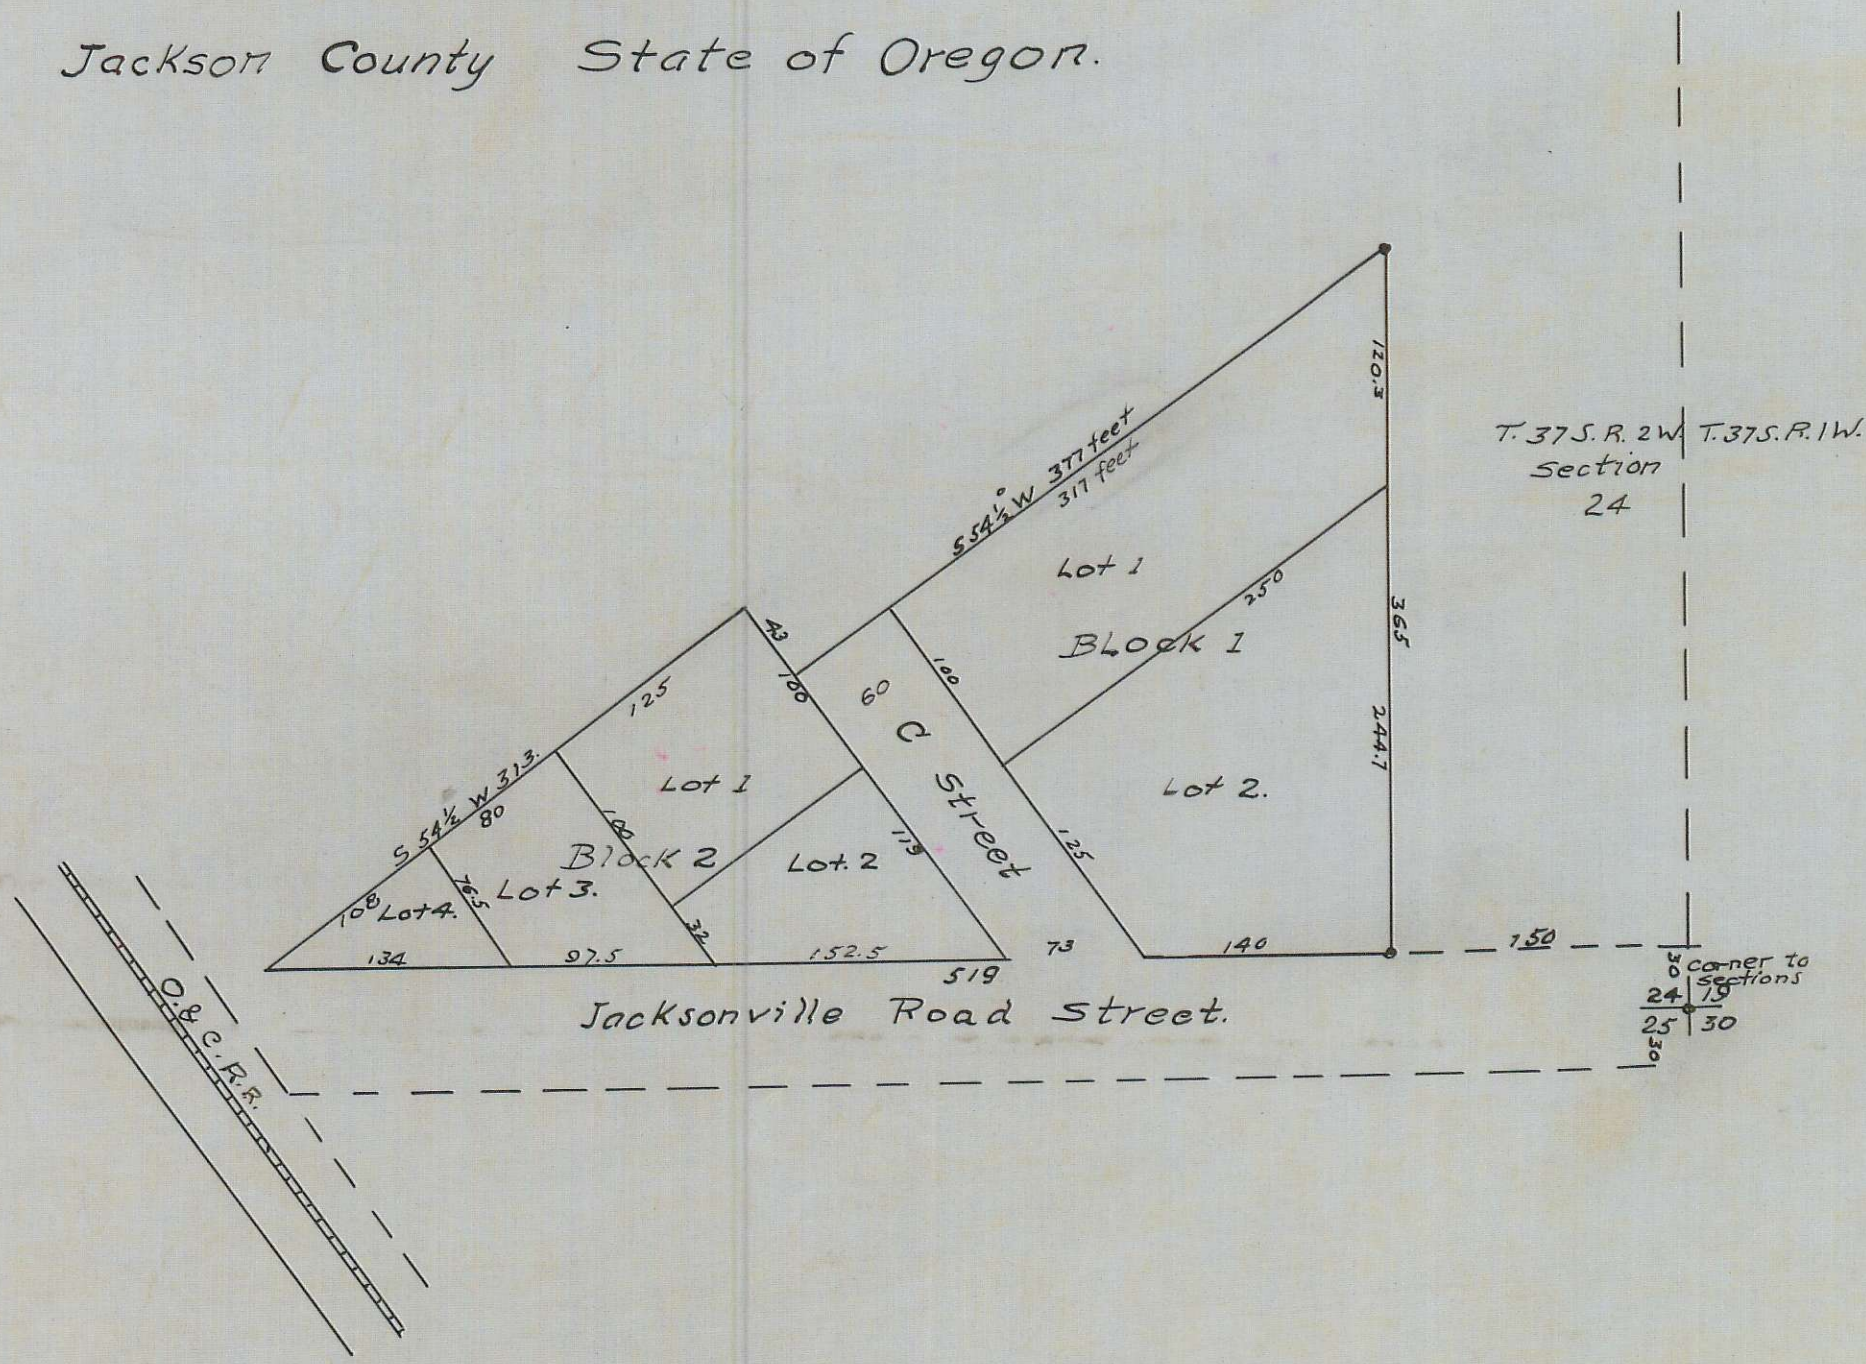 Jackson County State of Oregon.
120.3
T. 37 S. R. 2 W. T. 37 S. R. 1 W.
Section
24
S 54½° W 377 feet
317 feet
Lot 1
250
365
Block 1
43
100
100
60
125
C Street
244.7
Lot 2.
S 54½ W 313.
80
Lot 1
100
Block 2
119
125
Lot. 2
76.5
Lot 3.
108
Lot 4.
32
134
97.5
152.5
73
140
150
519
30
corner to
sections
24 19
25 30
30
Jacksonville Road Street.
O. & C. R. R.